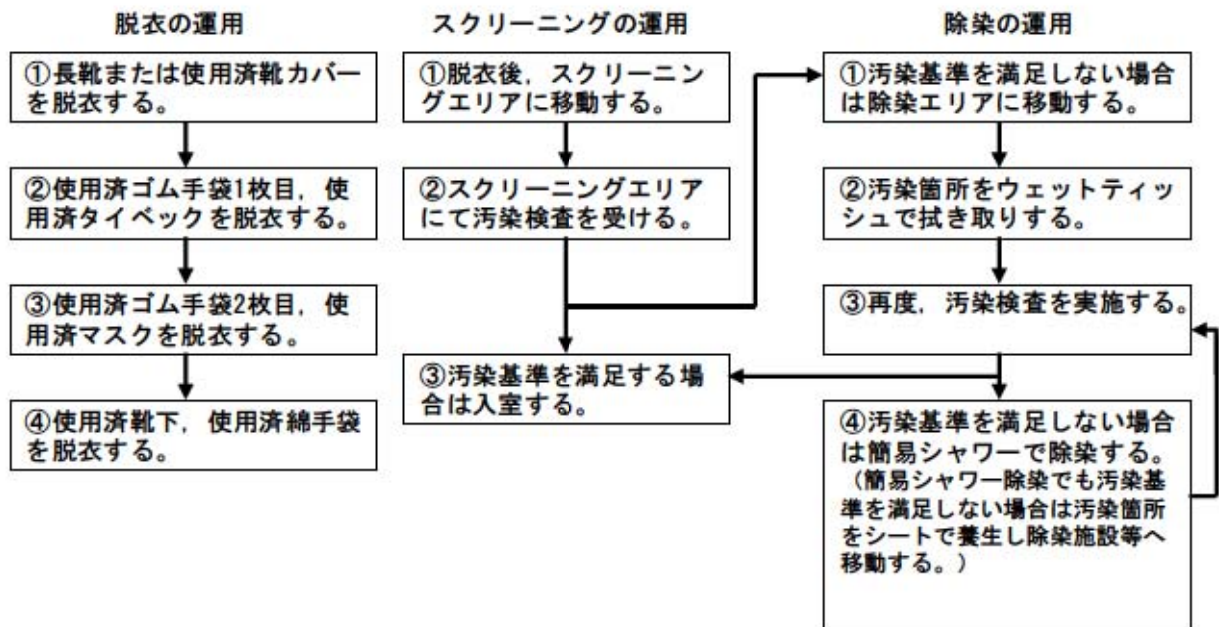 脱衣の運用
①長靴または使用済靴カバー
を脱衣する。
②使用済ゴム手袋1枚目，使
用済タイベックを脱衣する。
③使用済ゴム手袋2枚目，使
用済マスクを脱衣する。
④使用済靴下，使用済綿手袋
を脱衣する。
スクリーニングの運用
①脱衣後，スクリーニン
グエリアに移動する。
②スクリーニングエリア
にて汚染検査を受ける。
③汚染基準を満足する場
合は入室する。
除染の運用
①汚染基準を満足しない場合
は除染エリアに移動する。
②汚染箇所をウェットティッ
シュで拭き取りする。
③再度，汚染検査を実施する。
④汚染基準を満足しない場合
は簡易シャワーで除染する。
（簡易シャワー除染でも汚染基
準を満足しない場合は汚染箇所
をシートで養生し除染施設等へ
移動する。）